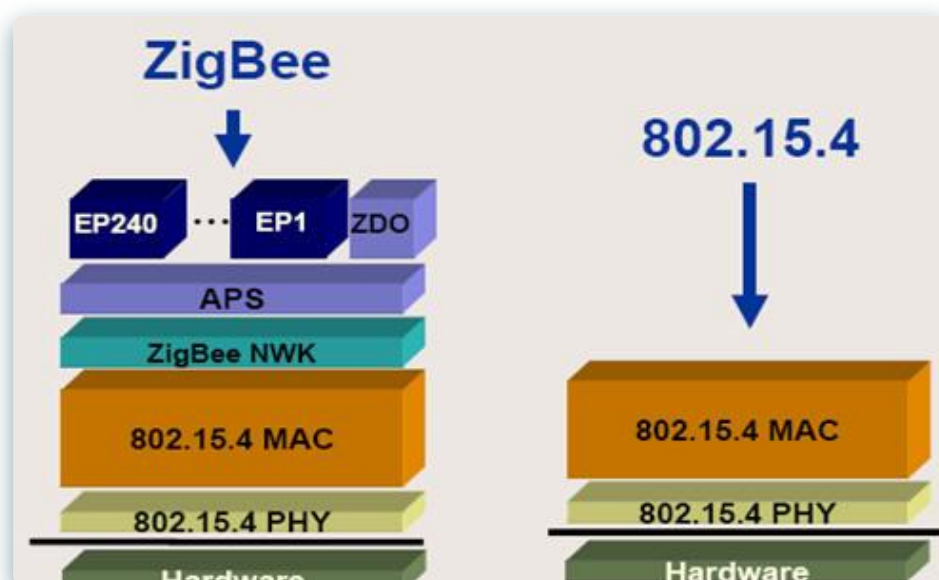 ZigBee
EP240 ... EP1 ZDO
APS
ZigBee NWK
802.15.4 MAC
802.15.4 PHY
Hardware
802.15.4
802.15.4 MAC
802.15.4 PHY
Hardware